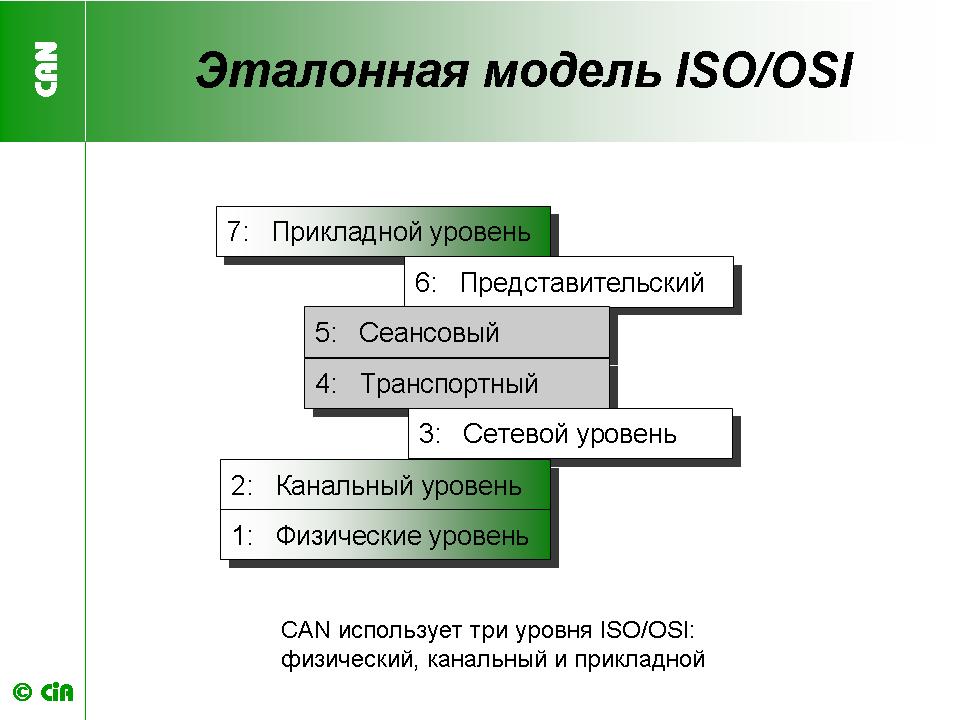 CAN
Эталонная модель ISO/OSI
7: Прикладной уровень
6: Представительский
5: Сеансовый
4: Транспортный
3: Сетевой уровень
2: Канальный уровень
1: Физические уровень
CAN использует три уровня ISO/OSI:
физический, канальный и прикладной
© CiA